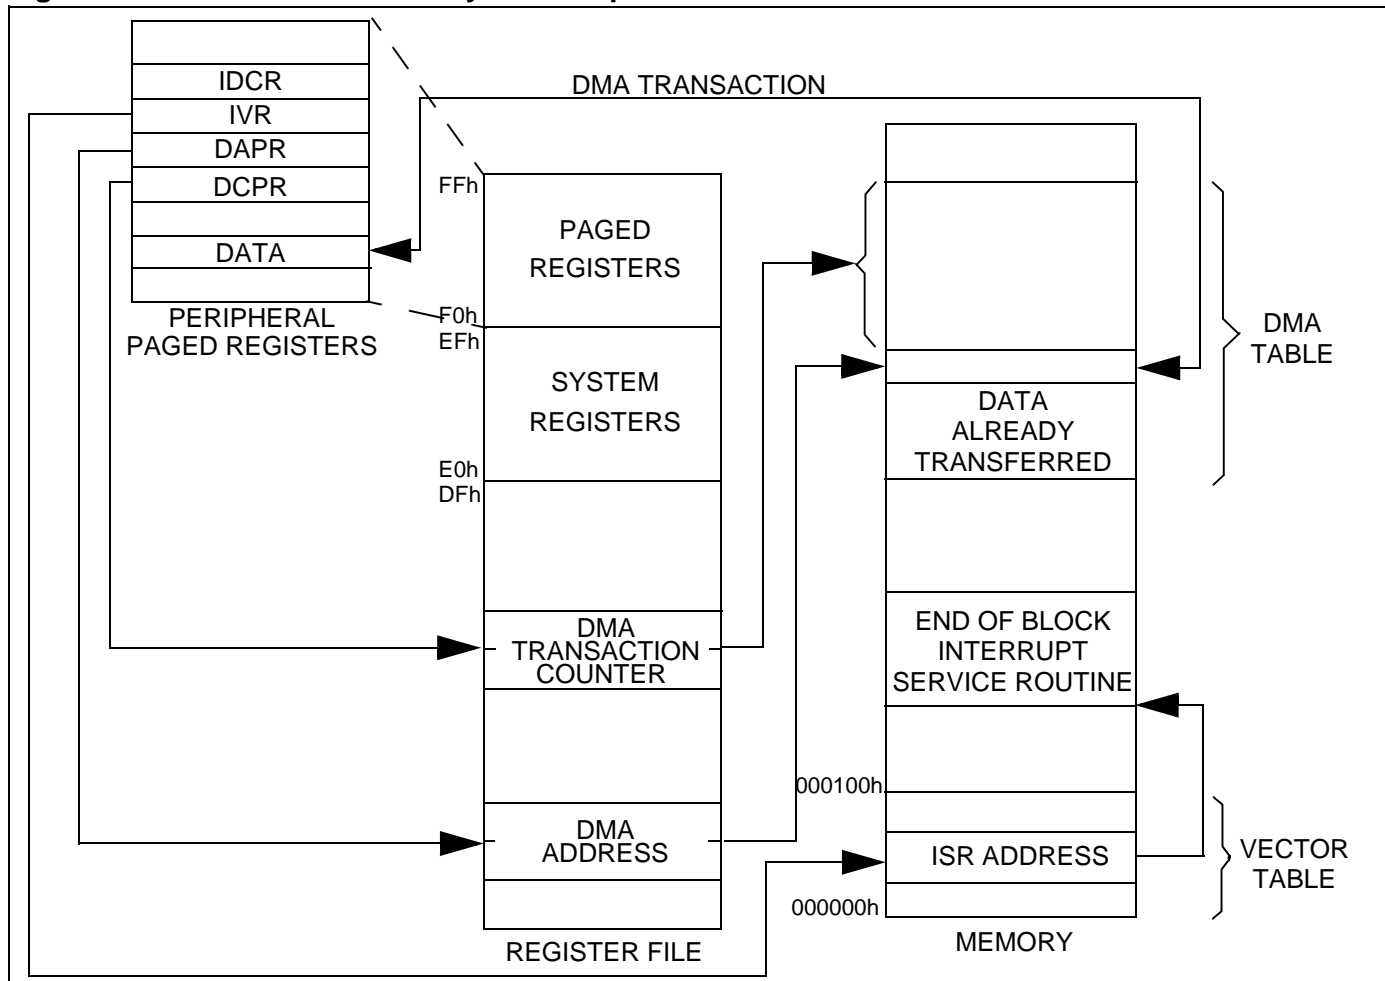 DMA TRANSACTION
IDCR
IVR
DAPR
DCPR
DATA
PERIPHERAL
PAGED REGISTERS
FFh
PAGED
REGISTERS
F0h
EFh
SYSTEM
REGISTERS
E0h
DFh
DMA
TRANSACTION
COUNTER
DMA
ADDRESS
REGISTER FILE
DATA
ALREADY
TRANSFERRED
END OF BLOCK
INTERRUPT
SERVICE ROUTINE
000100h
ISR ADDRESS
000000h
MEMORY
DMA
TABLE
VECTOR
TABLE